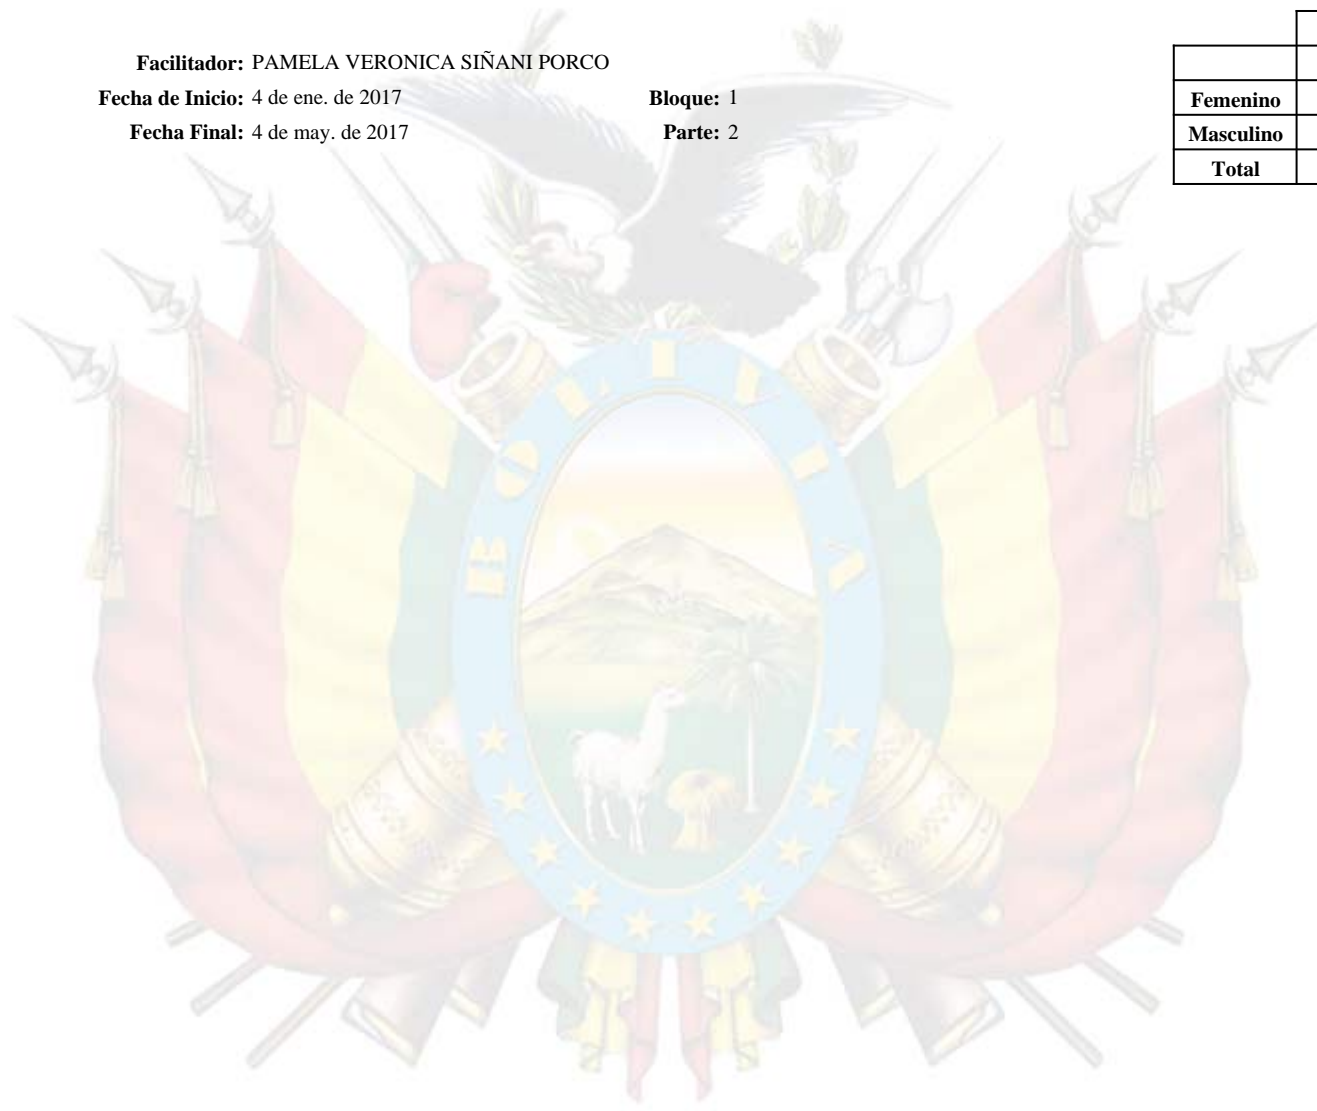 Facilitador: PAMELA VERONICA SIÑANI PORCO
Fecha de Inicio: 4 de ene. de 2017 Bloque: 1
Fecha Final: 4 de may. de 2017 Parte: 2
Femenino
Masculino
Total
BOLIVIA